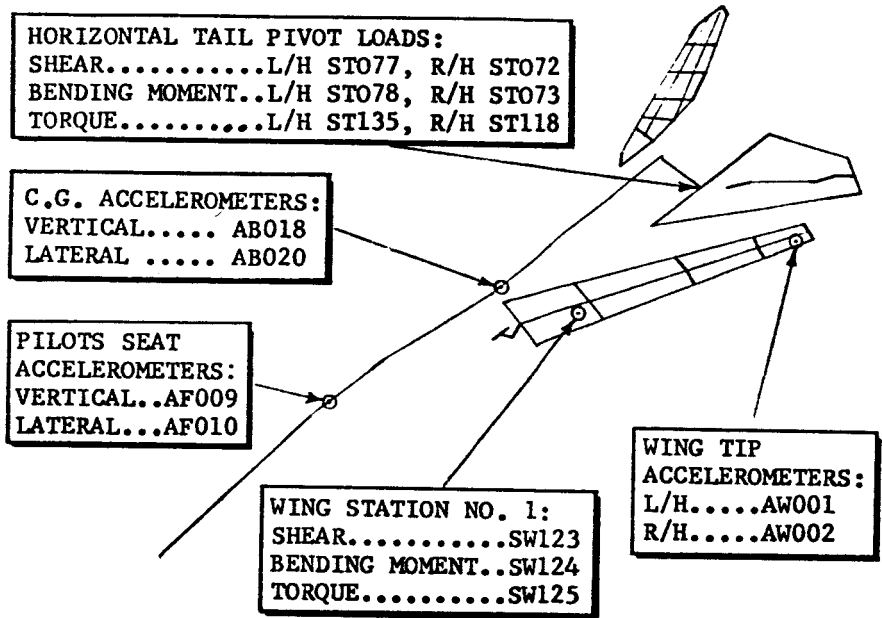 HORIZONTAL TAIL PIVOT LOADS:
SHEAR...........L/H STO77, R/H STO72
BENDING MOMENT..L/H STO78, R/H STO73
TORQUE..........L/H ST135, R/H ST118
C.G. ACCELEROMETERS:
VERTICAL..... AB018
LATERAL ..... AB020
PILOTS SEAT
ACCELEROMETERS:
VERTICAL..AF009
LATERAL...AF010
WING STATION NO. 1:
SHEAR...........SW123
BENDING MOMENT..SW124
TORQUE..........SW125
WING TIP
ACCELEROMETERS:
L/H.....AW001
R/H.....AW002